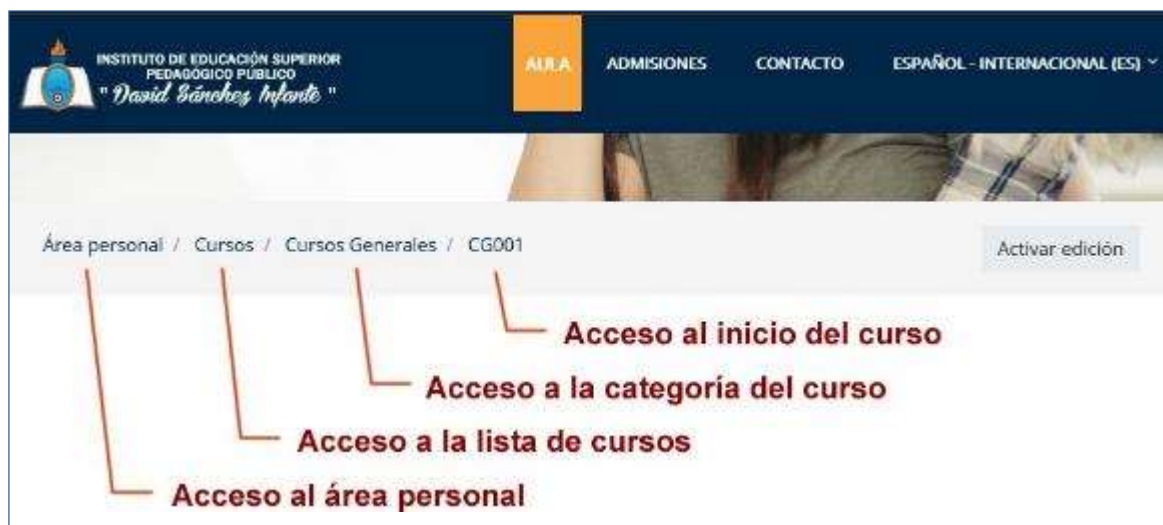 INSTITUTO DE EDUCACIÓN SUPERIOR
PEDAGÓGICO PÚBLICO
" David Sánchez Infante "
AULA ADMISIONES CONTACTO ESPAÑOL - INTERNACIONAL (ES)
Área personal / Cursos / Cursos Generales / CG001
Activar edición
Acceso al inicio del curso
Acceso a la categoría del curso
Acceso a la lista de cursos
Acceso al área personal